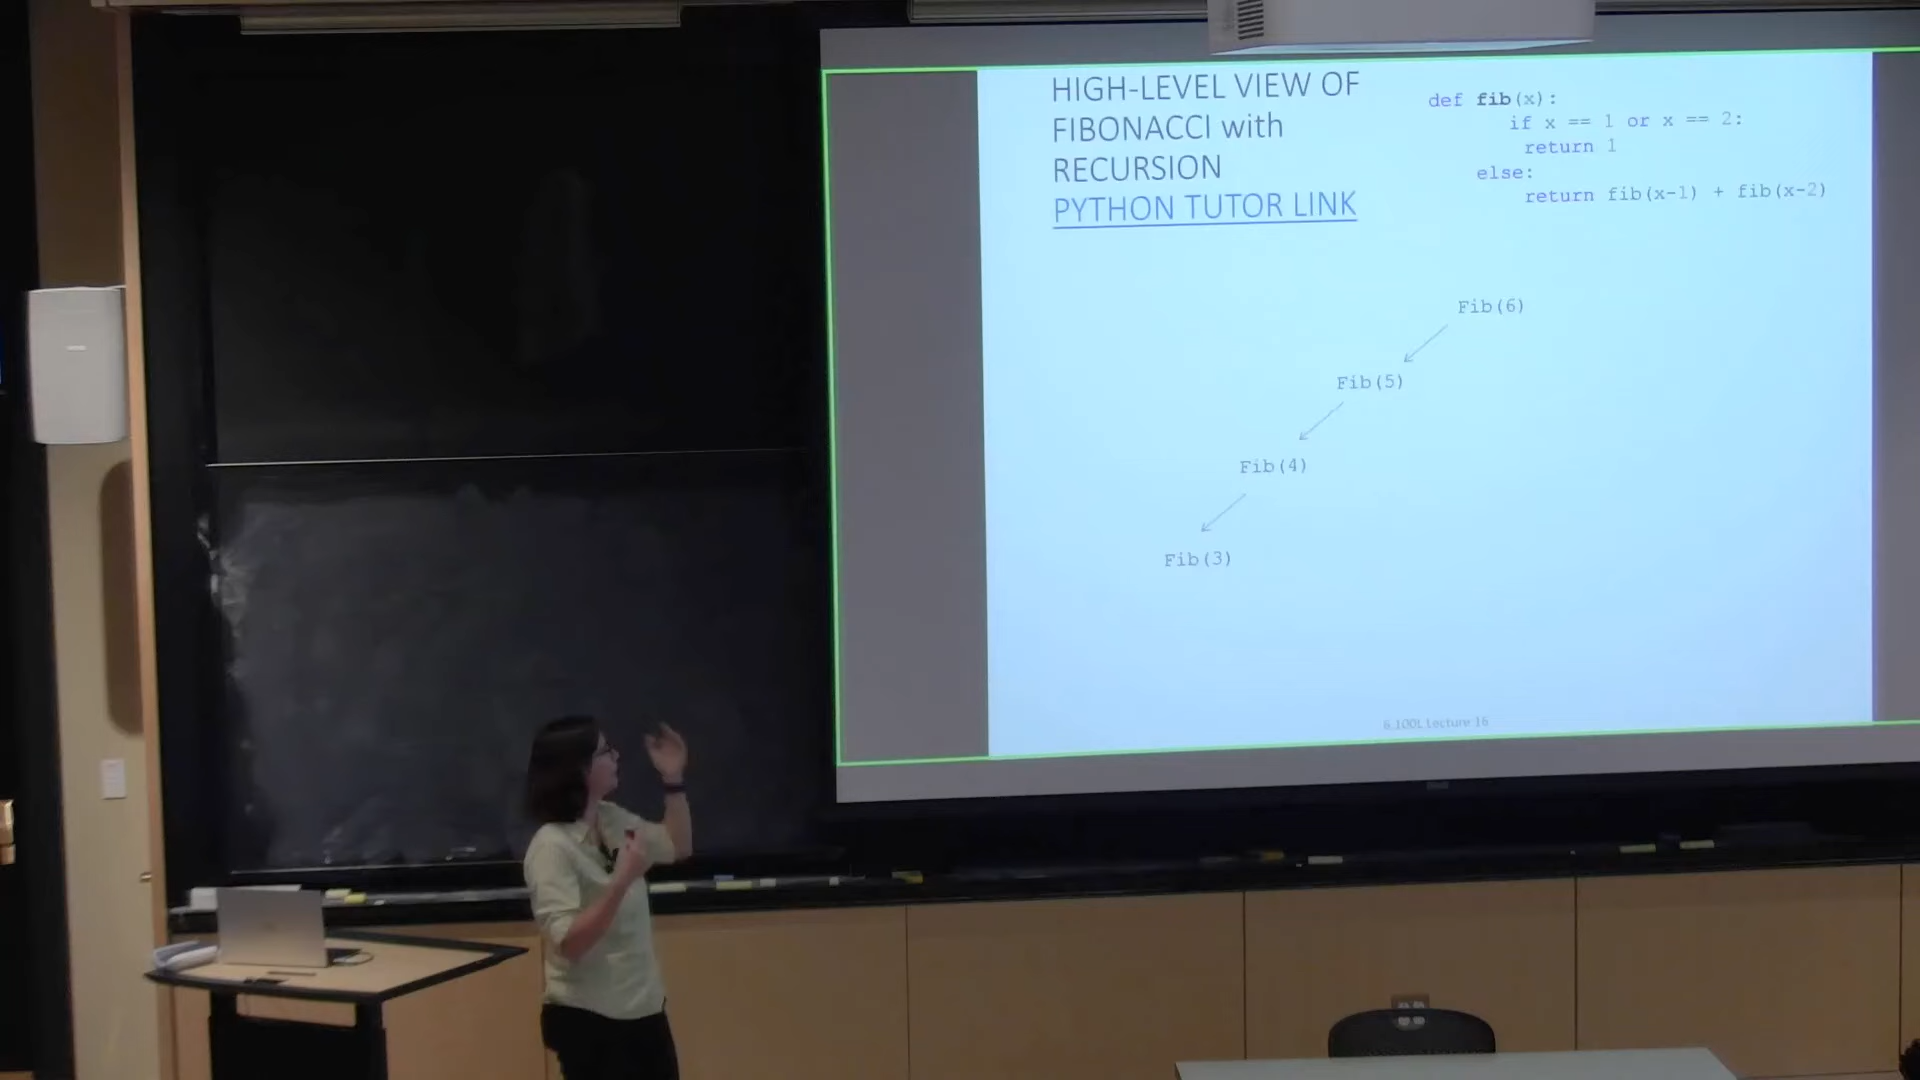 HIGH-LEVEL VIEW OF
FIBONACCI with
RECURSION
PYTHON TUTOR LINK
def fib(x):
if x == 1 or x == 2:
return 1
else:
return fib(x-1) + fib(x-2)
Fib(6)
Fib(5)
Fib(4)
Fib(3)
6.100L Lecture 16